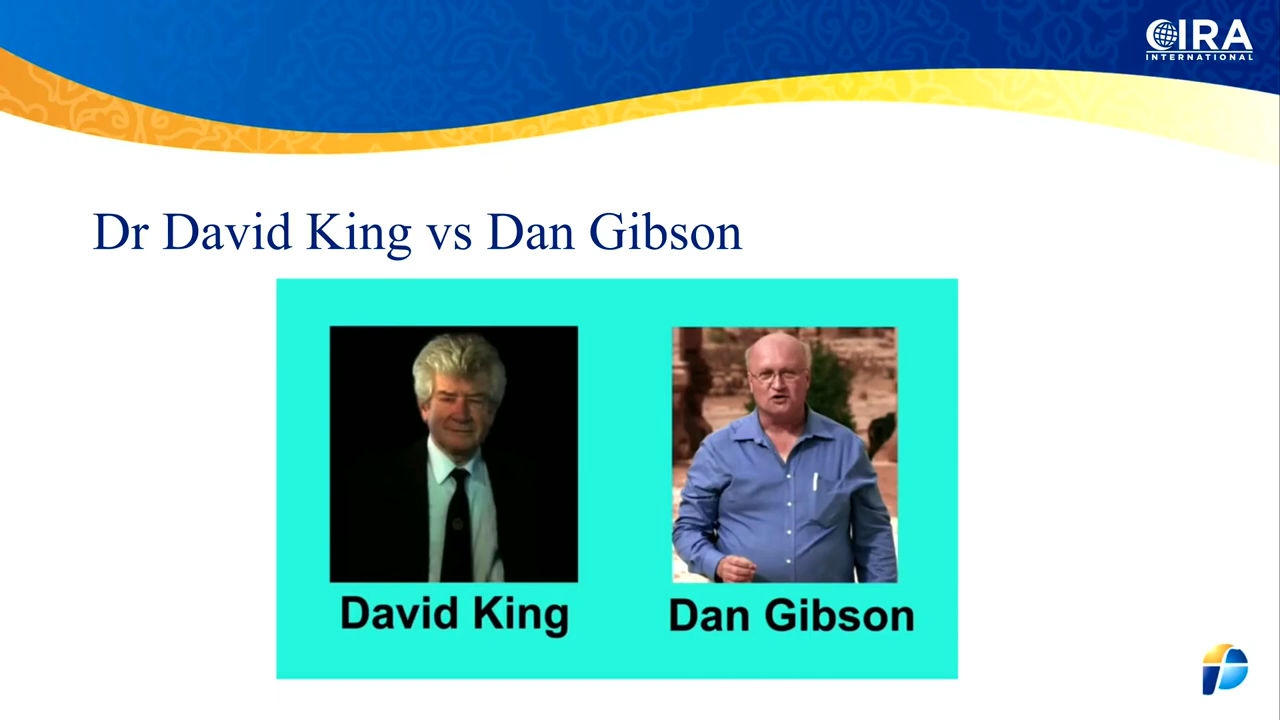 CIRA
INTERNATIONAL
Dr David King vs Dan Gibson
David King
Dan Gibson